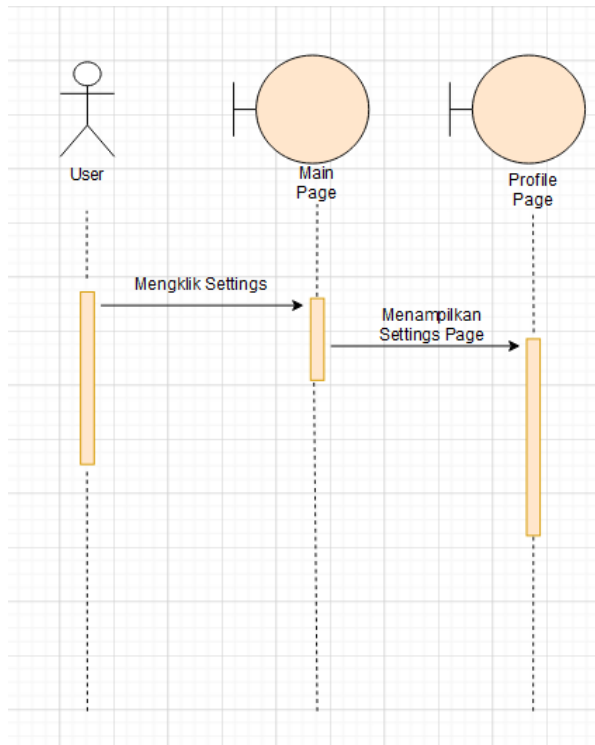 User
Main
Page
Profile
Page
Mengklik Settings
Menampilkan
Settings Page